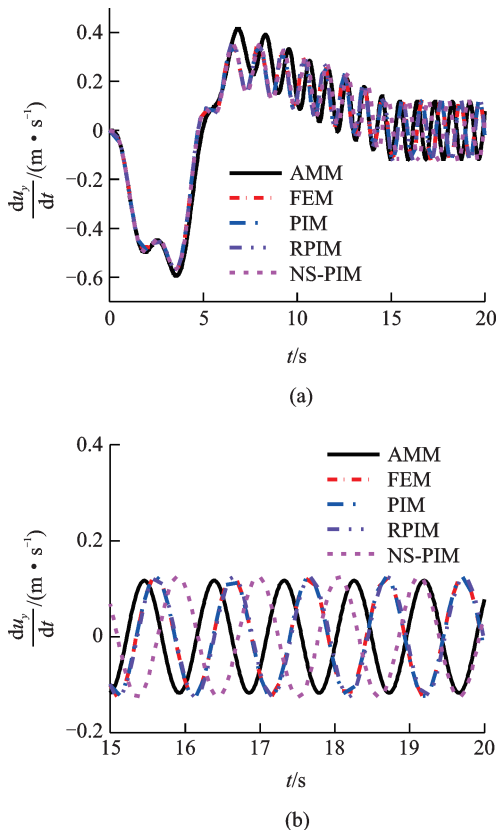 0.4
0.2
0
−0.2
−0.4
−0.6
du_y/dt/(m • s⁻¹)
AMM
FEM
PIM
RPIM
NS-PIM
0 5 10 15 20
t/s
(a)
0.4
0.2
0
−0.2
du_y/dt/(m • s⁻¹)
AMM
FEM
PIM
RPIM
NS-PIM
15 16 17 18 19 20
t/s
(b)